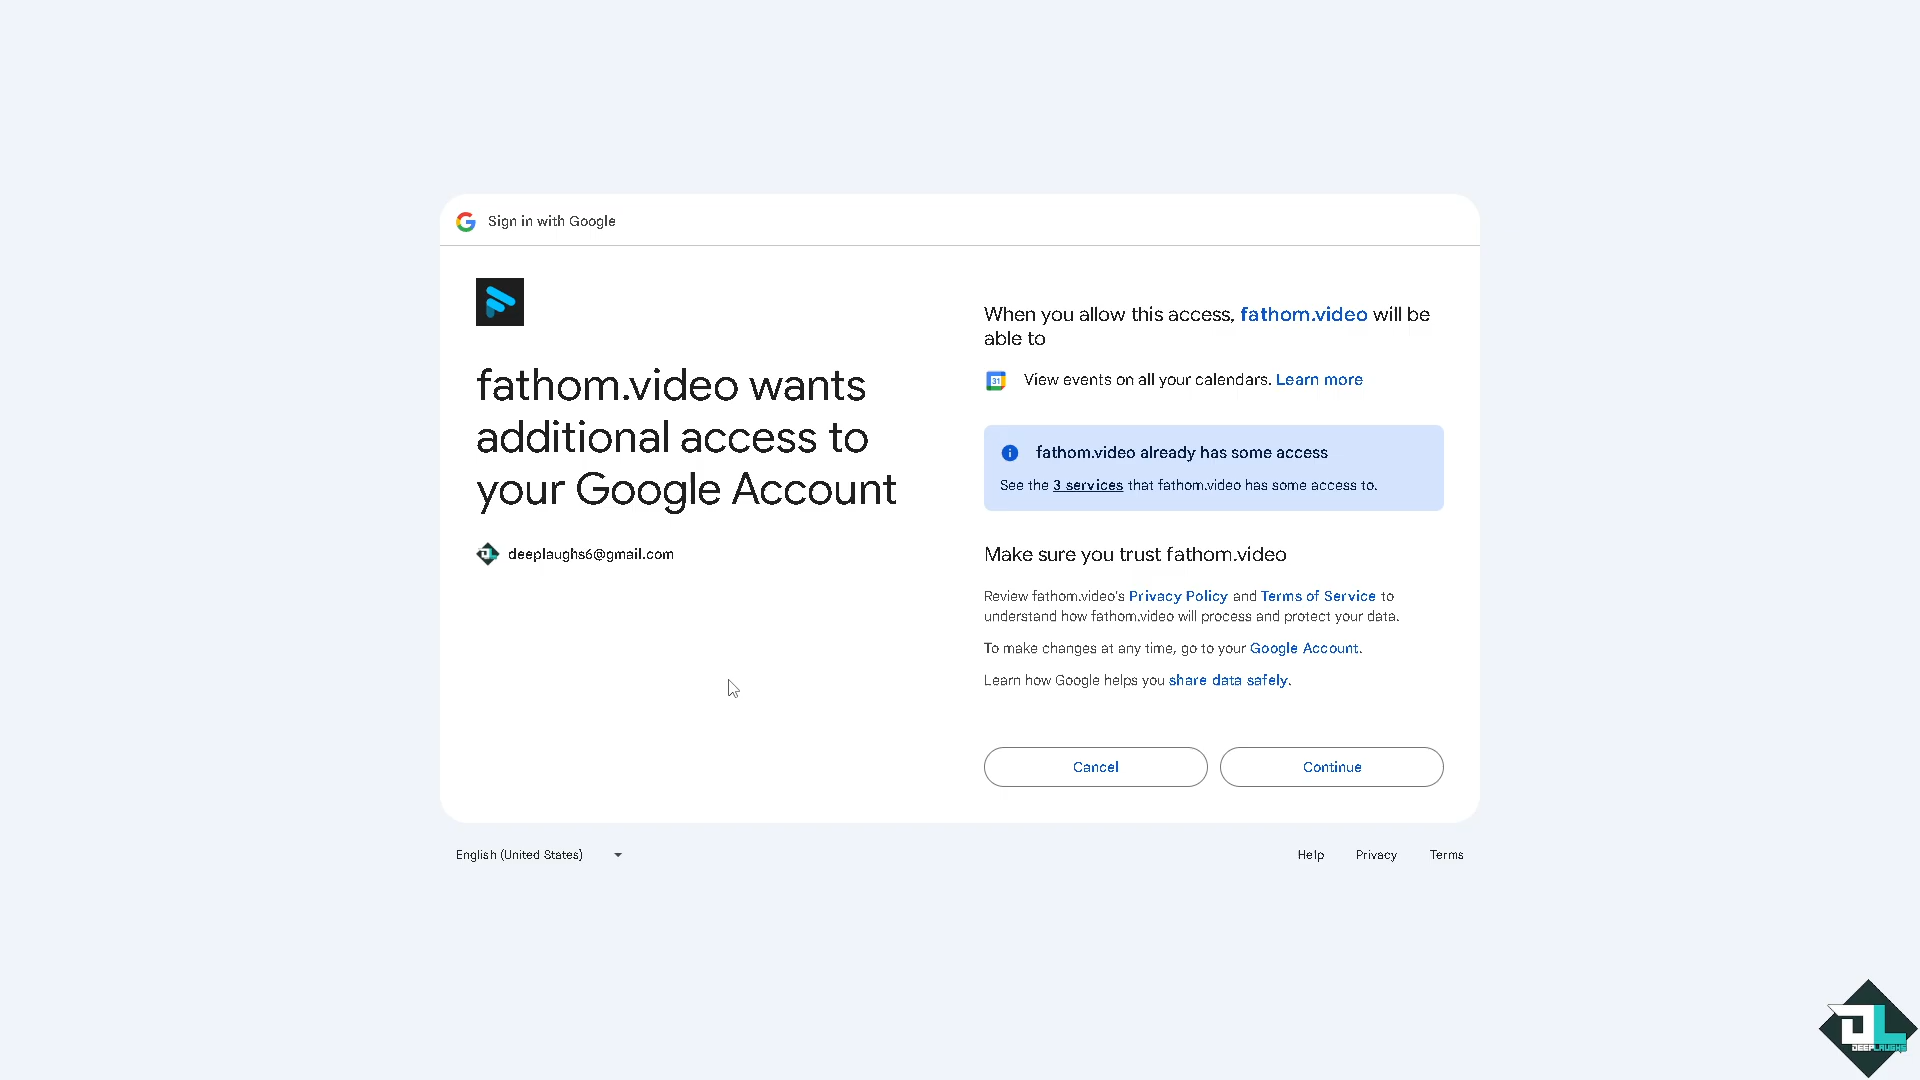 Sign in with Google
fathom.video wants
additional access to
your Google Account
deeplaughs6@gmail.com
When you allow this access, fathom.video will be
able to
31
View events on all your calendars. Learn more
fathom.video already has some access
See the 3 services that fathom.video has some access to.
Make sure you trust fathom.video
Review fathom.video's Privacy Policy and Terms of Service to
understand how fathom.video will process and protect your data.
To make changes at any time, go to your Google Account.
Learn how Google helps you share data safely.
Cancel
Continue
English (United States)
Help
Privacy
Terms
DL
DEEPLAUGHS